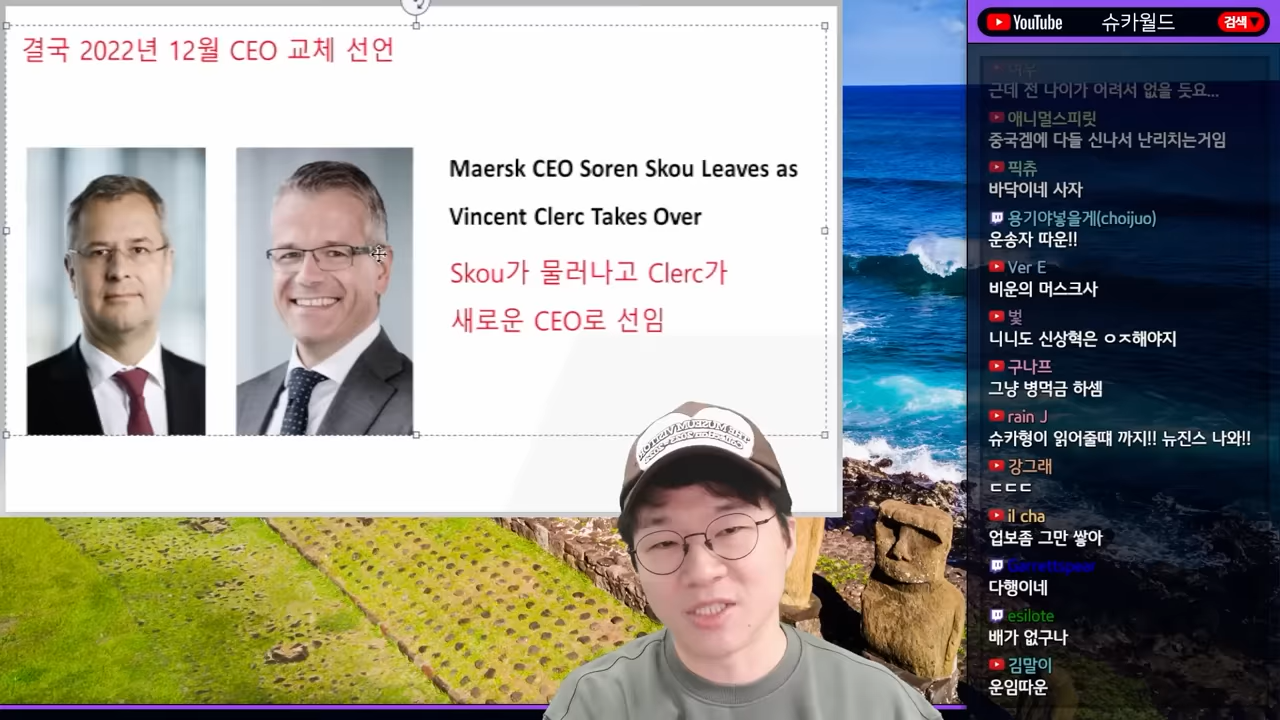 결국 2022년 12월 CEO 교체 선언
Maersk CEO Soren Skou Leaves as
Vincent Clerc Takes Over
Skou가 물러나고 Clerc가
새로운 CEO로 선임
YouTube 슈카월드 검색
근데 전 나이가 어려서 없을 듯요...
애니멀스피릿
중국겜에 다들 신나서 난리치는거임
픽츄
바닥이네 사자
용기야넣을게(choijuo)
운송자 따운!!
Ver E
비운의 머스크사
벛
니니도 신상혁은 ㅇㅈ해야지
구나프
그냥 병먹금 하셈
rain J
슈카형이 읽어줄때 까지!! 뉴진스 나와!!
강그래
ㄷㄷㄷ
il cha
업보좀 그만 쌓아
Garrettspear
다행이네
esilote
배가 없구나
김말이
운임따운